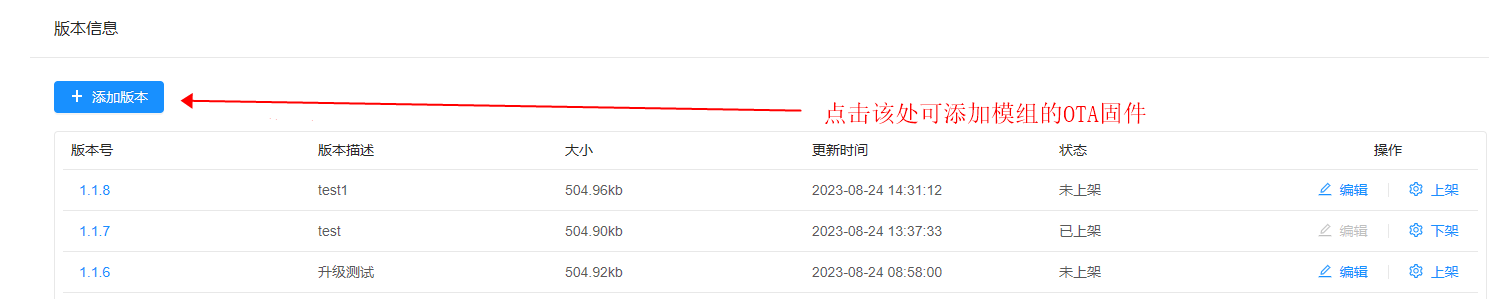 版本信息
+ 添加版本
点击该处可添加模组的OTA固件
版本号 版本描述 大小 更新时间 状态 操作
1.1.8 test1 504.96kb 2023-08-24 14:31:12 未上架 编辑 上架
1.1.7 test 504.90kb 2023-08-24 13:37:33 已上架 编辑 下架
1.1.6 升级测试 504.92kb 2023-08-24 08:58:00 未上架 编辑 上架